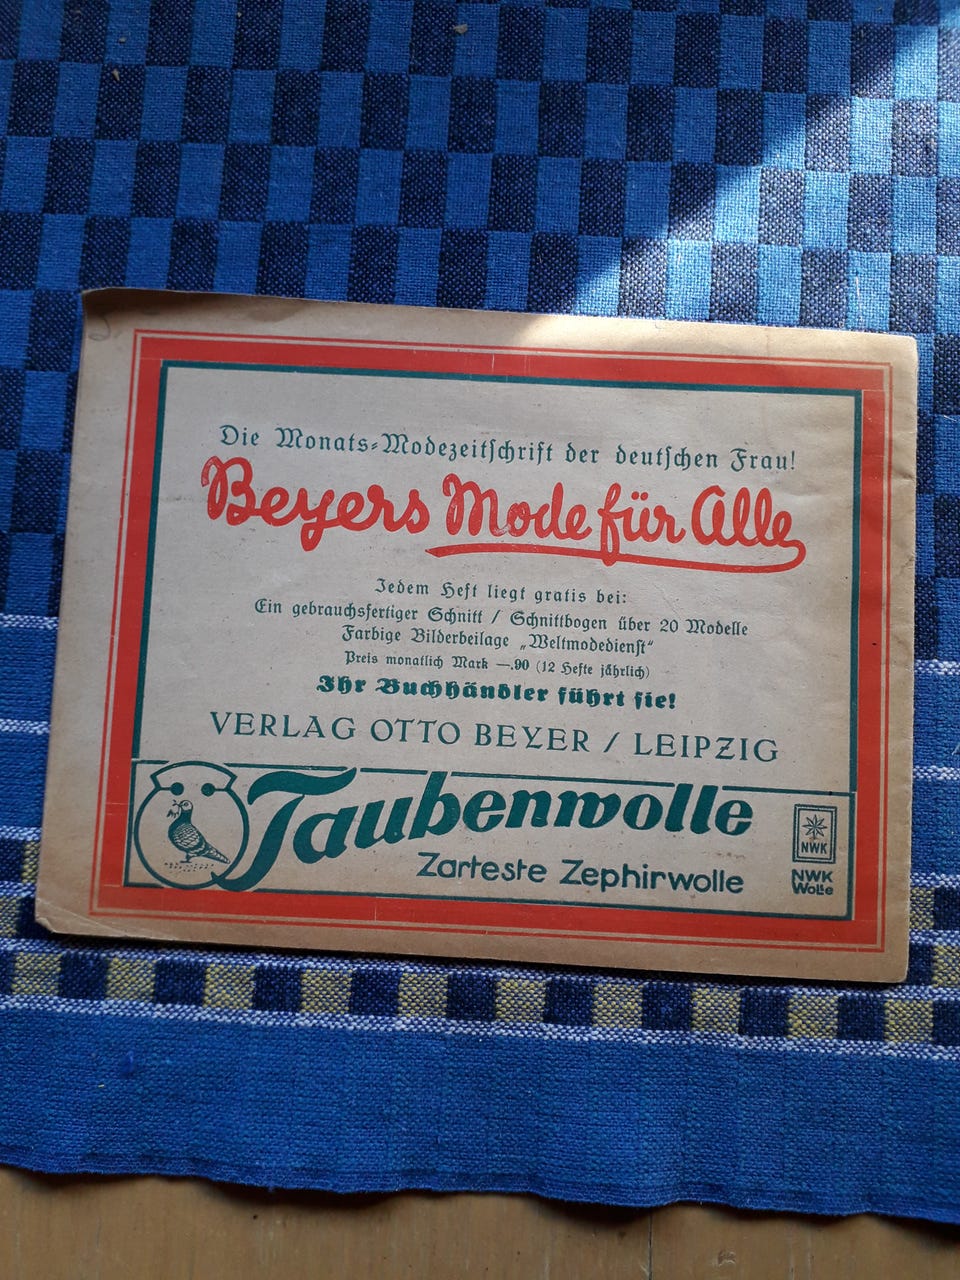 Die Monats-Modezeitschrift der deutschen Frau!
Beyers Mode für Alle
Jedem Heft liegt gratis bei:
Ein gebrauchsfertiger Schnitt / Schnittbogen über 20 Modelle
Farbige Bilderbeilage „Weltmodedienst“
Preis monatlich Mark —.90 (12 Hefte jährlich)
Ihr Buchhändler führt sie!
VERLAG OTTO BEYER / LEIPZIG
Taubenwolle
Zarteste Zephirwolle
NWK
NWK
Wolle